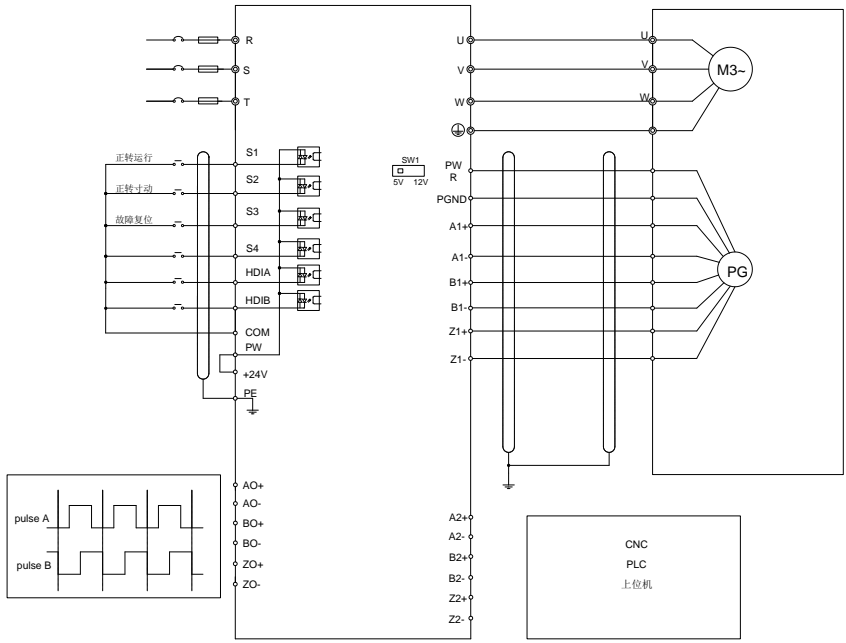 R
S
T
U
V
W
U
V
W
M3~
正转运行
正转寸动
故障复位
S1
S2
S3
S4
HDIA
HDIB
COM
PW
+24V
PE
SW1
5V 12V
PW
R
PGND
A1+
A1-
B1+
B1-
Z1+
Z1-
PG
AO+
AO-
BO+
BO-
ZO+
ZO-
pulse A
pulse B
A2+
A2-
B2+
B2-
Z2+
Z2-
CNC
PLC
上位机